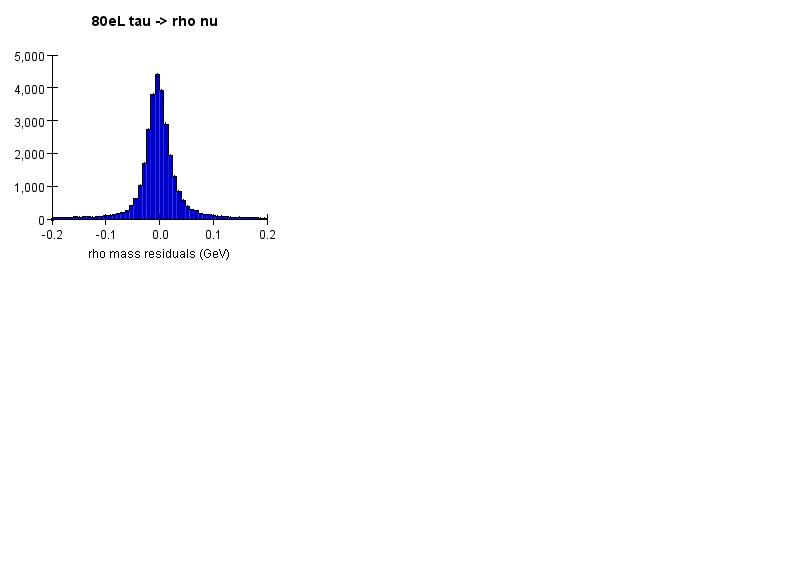 80eL tau -> rho nu
5,000
4,000
3,000
2,000
1,000
0
-0.2 -0.1 0.0 0.1 0.2
rho mass residuals (GeV)